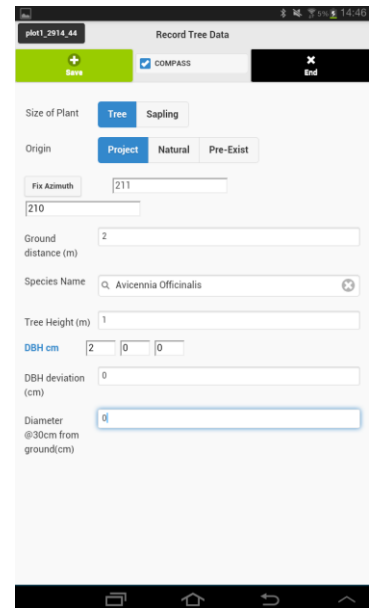 5% 14:46
plot1_2914_44 Record Tree Data
Save COMPASS End
Size of Plant Tree Sapling
Origin Project Natural Pre-Exist
Fix Azimuth 211
210
Ground 2
distance (m)
Species Name Avicennia Officinalis
Tree Height (m) 1
DBH cm 2 0 0
DBH deviation 0
(cm)
Diameter 0
@30cm from
ground(cm)